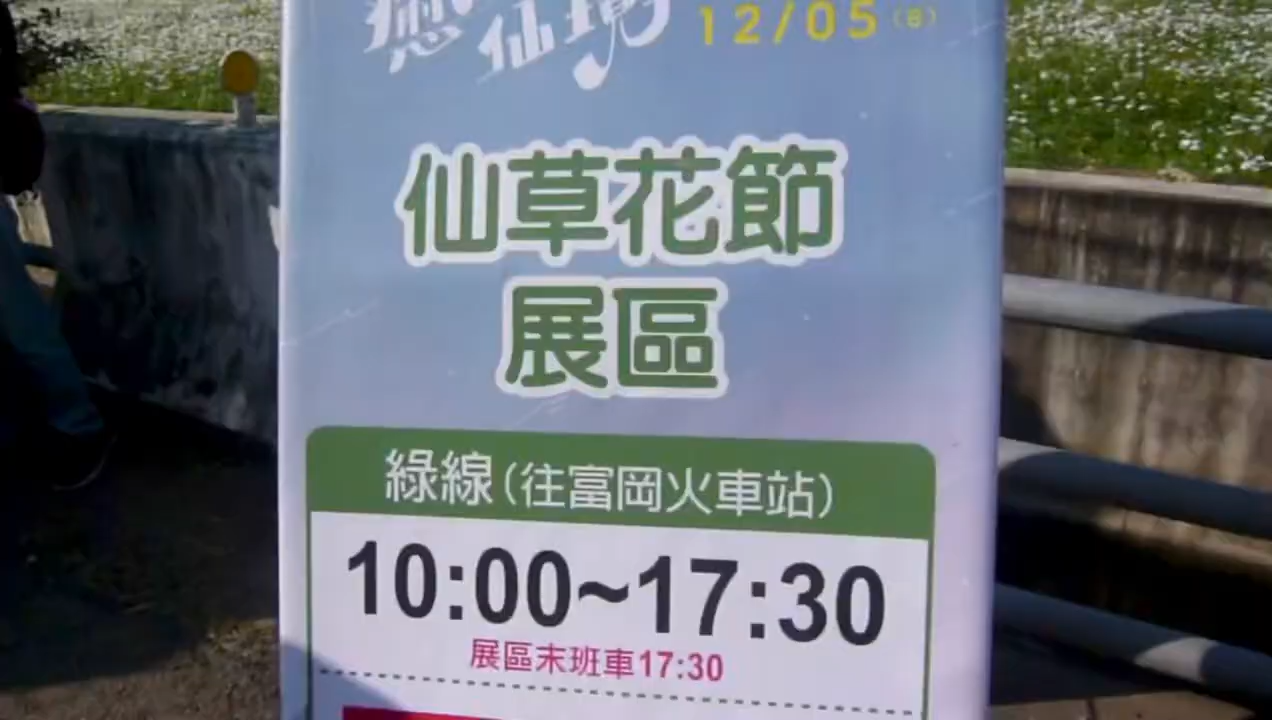 仙境 12/05(日)
仙草花節
展區
綠線(往富岡火車站)
10:00~17:30
展區末班車17:30